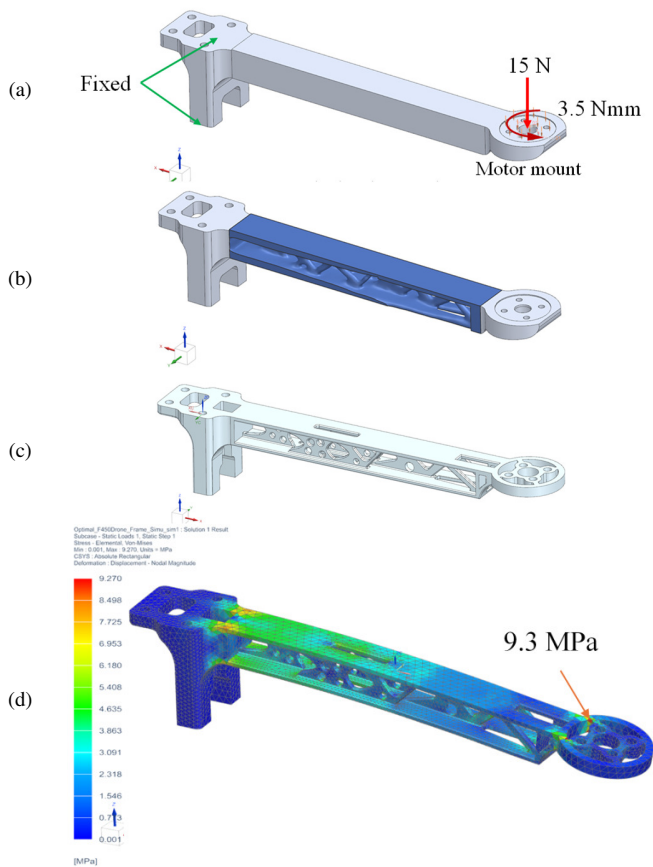 (a)
Fixed
15 N
3.5 Nmm
Motor mount
(b)
(c)
Optimal_F450Drone_Frame_Simu_sim1 : Solution 1 Result
Subcase - Static Loads 1, Static Step 1
Stress - Elemental, Von-Mises
Min : 0.001, Max : 9.270, Units = MPa
CSYS : Absolute Rectangular
Deformation : Displacement - Nodal Magnitude
(d)
9.270
8.498
7.725
6.953
6.180
5.408
4.635
3.863
3.091
2.318
1.546
0.773
0.001
[MPa]
9.3 MPa